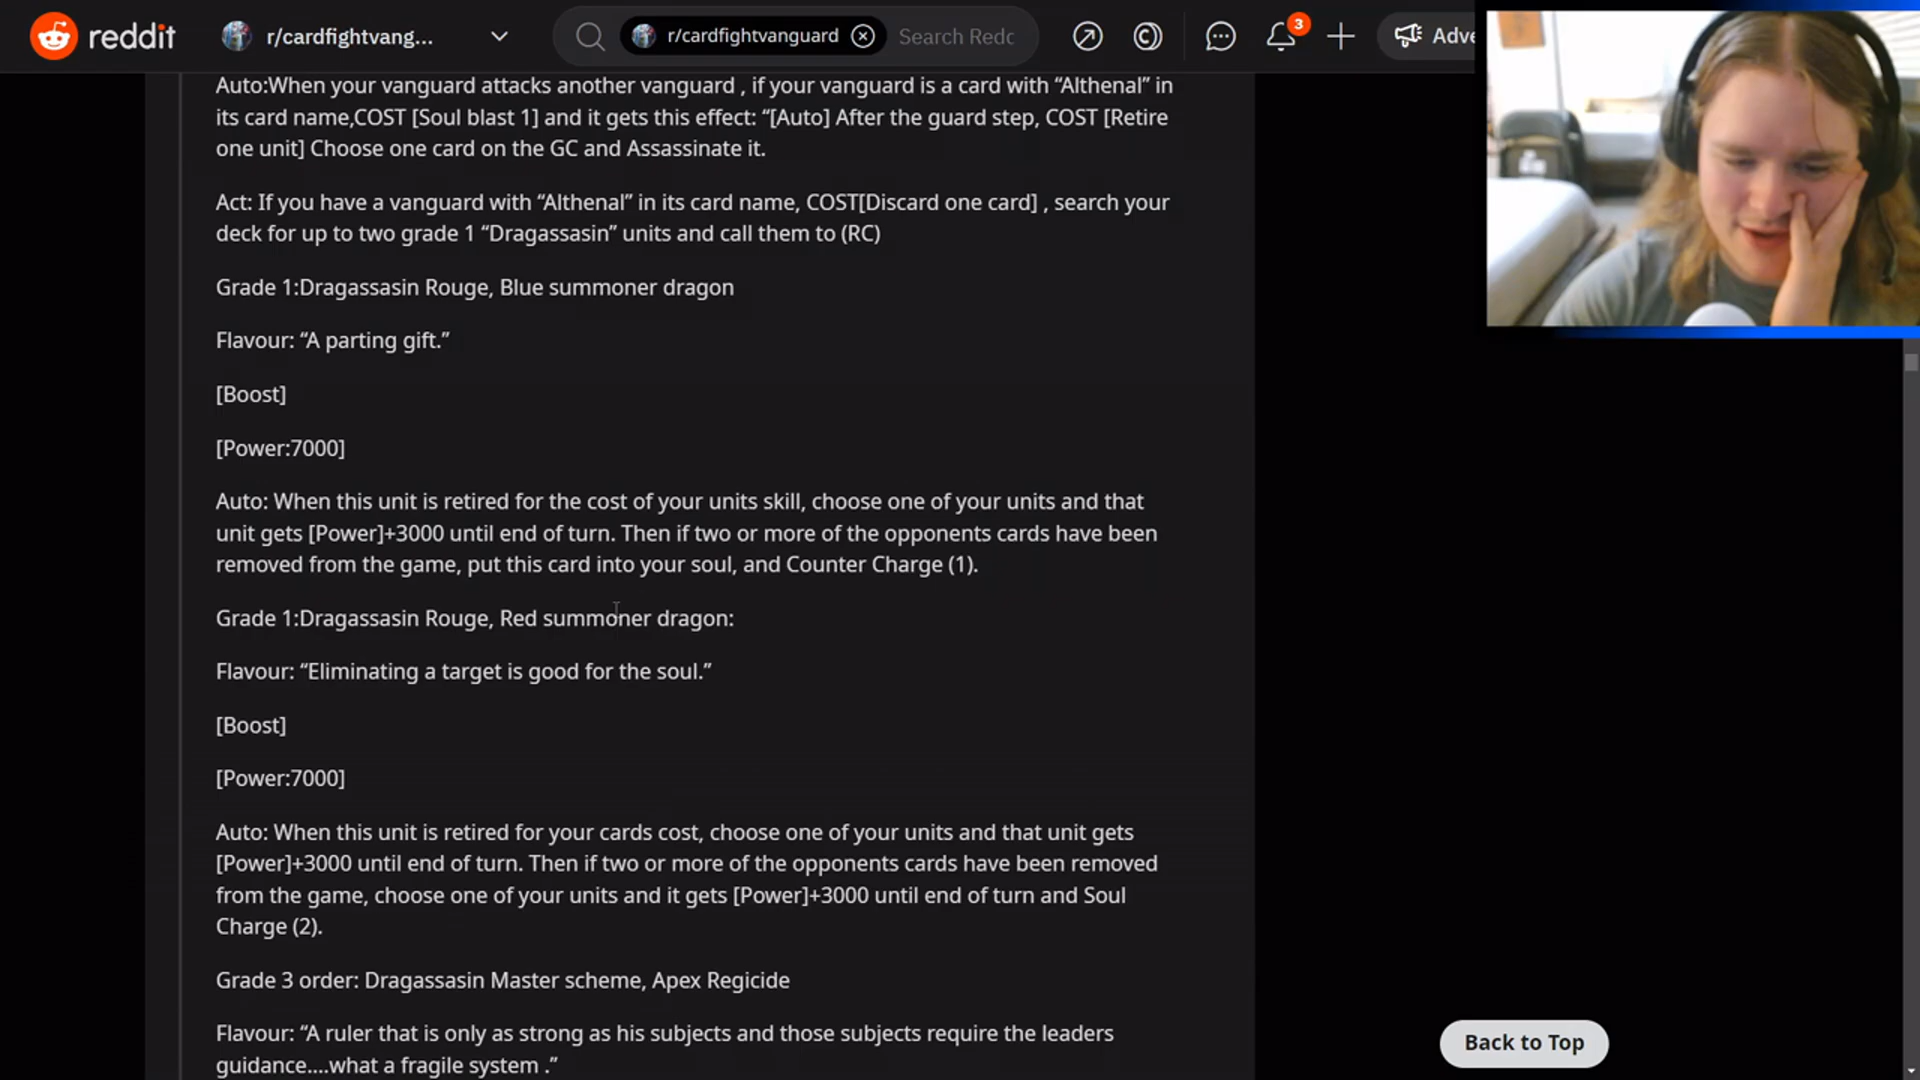 reddit
r/cardfightvang...
r/cardfightvanguard
Search Redc
3
Adve
Auto:When your vanguard attacks another vanguard , if your vanguard is a card with “Althenal” in
its card name,COST [Soul blast 1] and it gets this effect: “[Auto] After the guard step, COST [Retire
one unit] Choose one card on the GC and Assassinate it.
Act: If you have a vanguard with “Althenal” in its card name, COST[Discard one card] , search your
deck for up to two grade 1 “Dragassasin” units and call them to (RC)
Grade 1:Dragassasin Rouge, Blue summoner dragon
Flavour: “A parting gift.”
[Boost]
[Power:7000]
Auto: When this unit is retired for the cost of your units skill, choose one of your units and that
unit gets [Power]+3000 until end of turn. Then if two or more of the opponents cards have been
removed from the game, put this card into your soul, and Counter Charge (1).
Grade 1:Dragassasin Rouge, Red summoner dragon:
Flavour: “Eliminating a target is good for the soul.”
[Boost]
[Power:7000]
Auto: When this unit is retired for your cards cost, choose one of your units and that unit gets
[Power]+3000 until end of turn. Then if two or more of the opponents cards have been removed
from the game, choose one of your units and it gets [Power]+3000 until end of turn and Soul
Charge (2).
Grade 3 order: Dragassasin Master scheme, Apex Regicide
Flavour: “A ruler that is only as strong as his subjects and those subjects require the leaders
guidance....what a fragile system .”
Back to Top